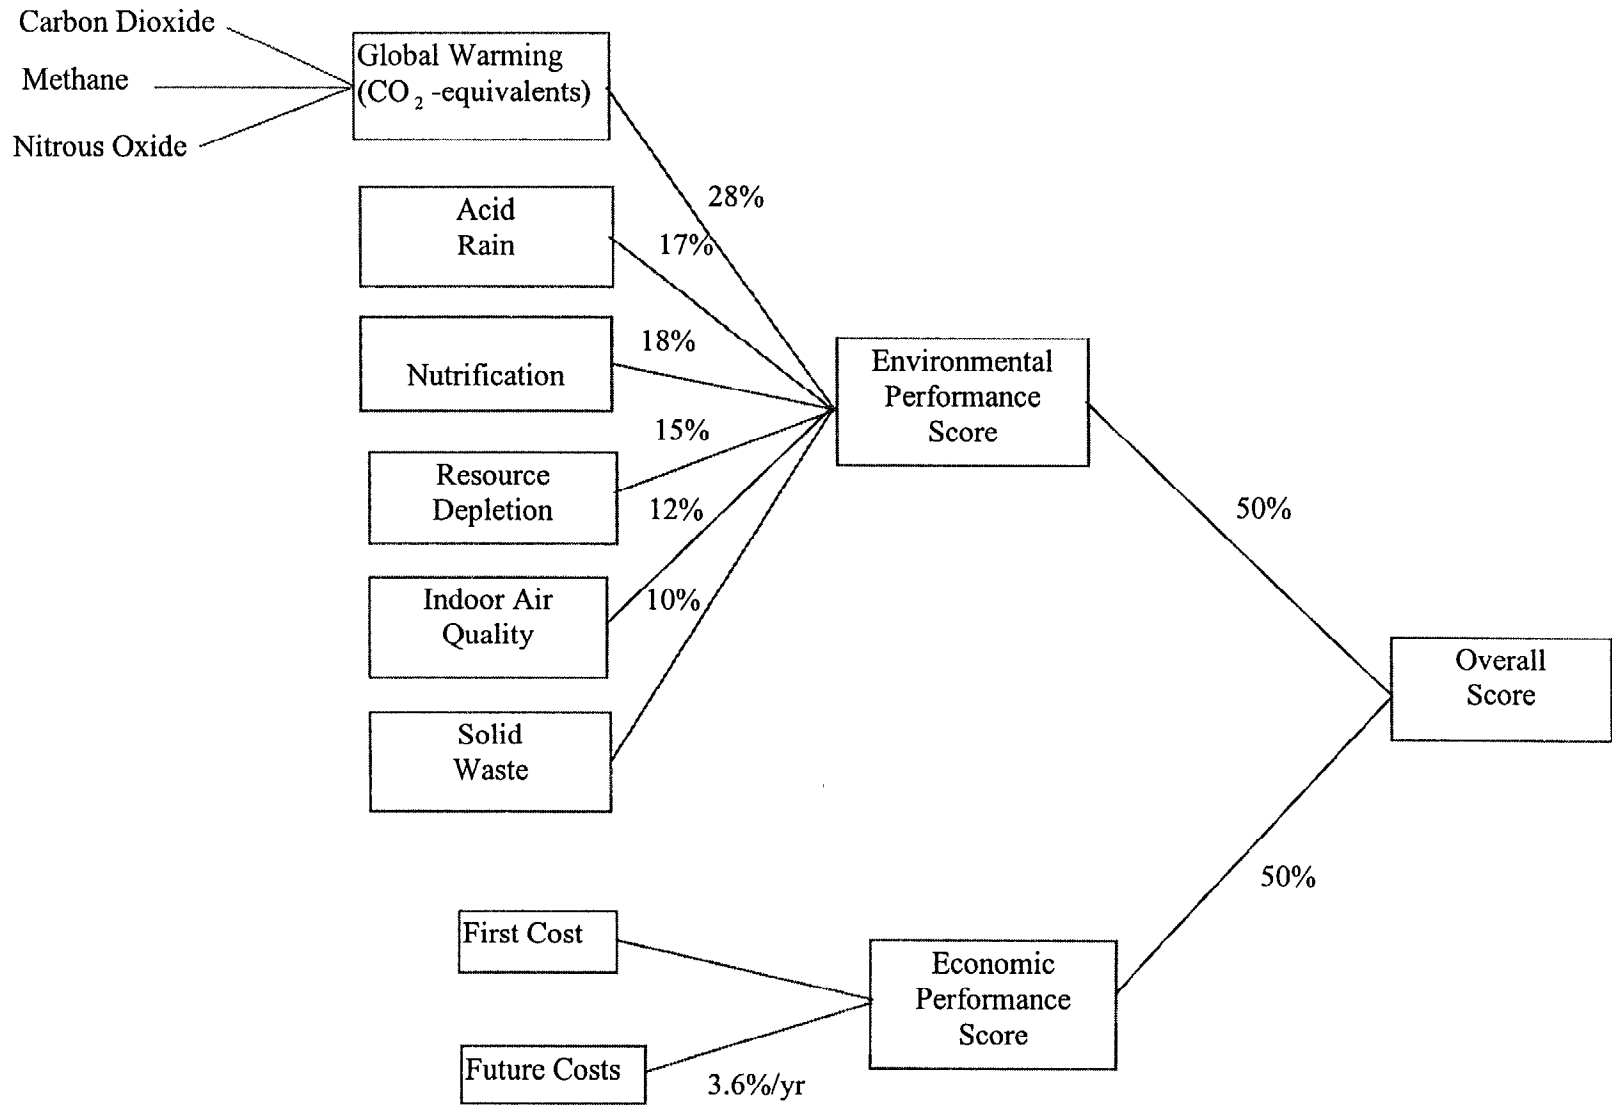 Carbon Dioxide
Methane
Nitrous Oxide
Global Warming
(CO₂ -equivalents)
28%
Acid
Rain
17%
18%
Nutrification
15%
Resource
Depletion
12%
Indoor Air
Quality
10%
Solid
Waste
Environmental
Performance
Score
50%
Overall
Score
50%
First Cost
Future Costs
3.6%/yr
Economic
Performance
Score